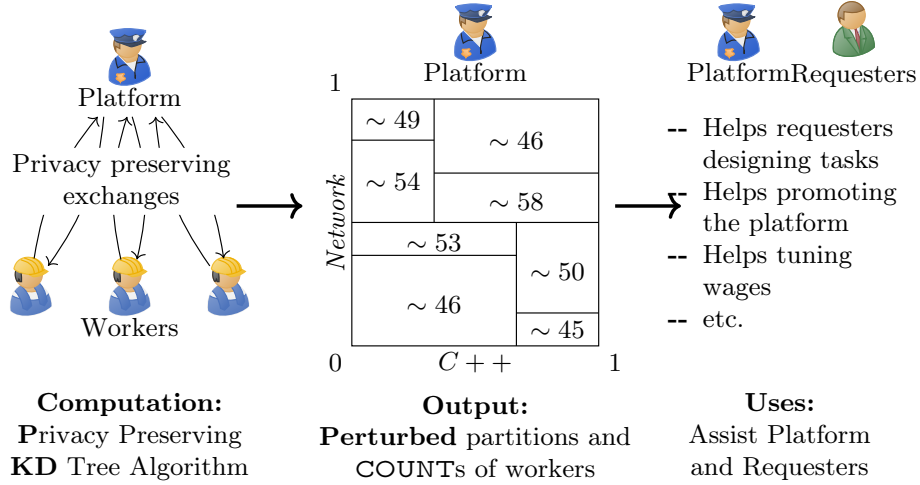 Platform
Privacy preserving
exchanges
Workers
Computation:
Privacy Preserving
KD Tree Algorithm
Platform
1
Network
~ 49
~ 46
~ 54
~ 58
~ 53
~ 50
~ 46
~ 45
0
C + +
1
Output:
Perturbed partitions and
COUNTs of workers
Platform
Requesters
-- Helps requesters
designing tasks
-- Helps promoting
the platform
-- Helps tuning
wages
-- etc.
Uses:
Assist Platform
and Requesters